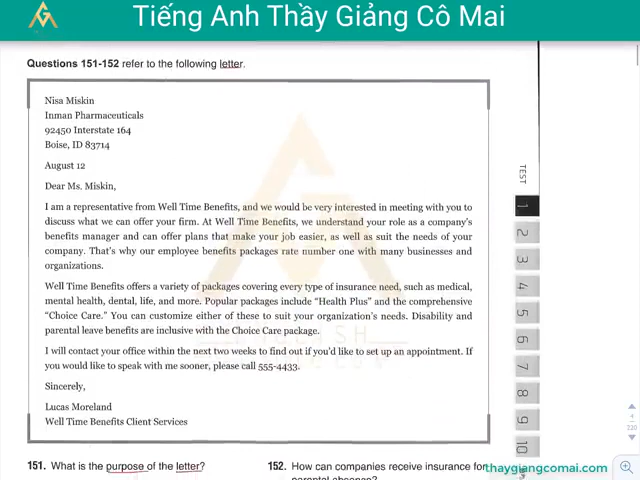 Tiếng Anh Thầy Giảng Cô Mai
Questions 151-152 refer to the following letter.
Nisa Miskin
Inman Pharmaceuticals
92450 Interstate 164
Boise, ID 83714
August 12
Dear Ms. Miskin,
I am a representative from Well Time Benefits, and we would be very interested in meeting with you to
discuss what we can offer your firm. At Well Time Benefits, we understand your role as a company's
benefits manager and can offer plans that make your job easier, as well as suit the needs of your
company. That's why our employee benefits packages rate number one with many businesses and
organizations.
Well Time Benefits offers a variety of packages covering every type of insurance need, such as medical,
mental health, dental, life, and more. Popular packages include "Health Plus" and the comprehensive
"Choice Care." You can customize either of these to suit your organization's needs. Disability and
parental leave benefits are inclusive with the Choice Care package.
I will contact your office within the next two weeks to find out if you'd like to set up an appointment. If
you would like to speak with me sooner, please call 555-4433.
Sincerely,
Lucas Moreland
Well Time Benefits Client Services
TEST
1
2
3
4
5
6
7
8
9
10
4
220
151. What is the purpose of the letter?
152. How can companies receive insurance for
parental absence?
thaygiangcomai.com